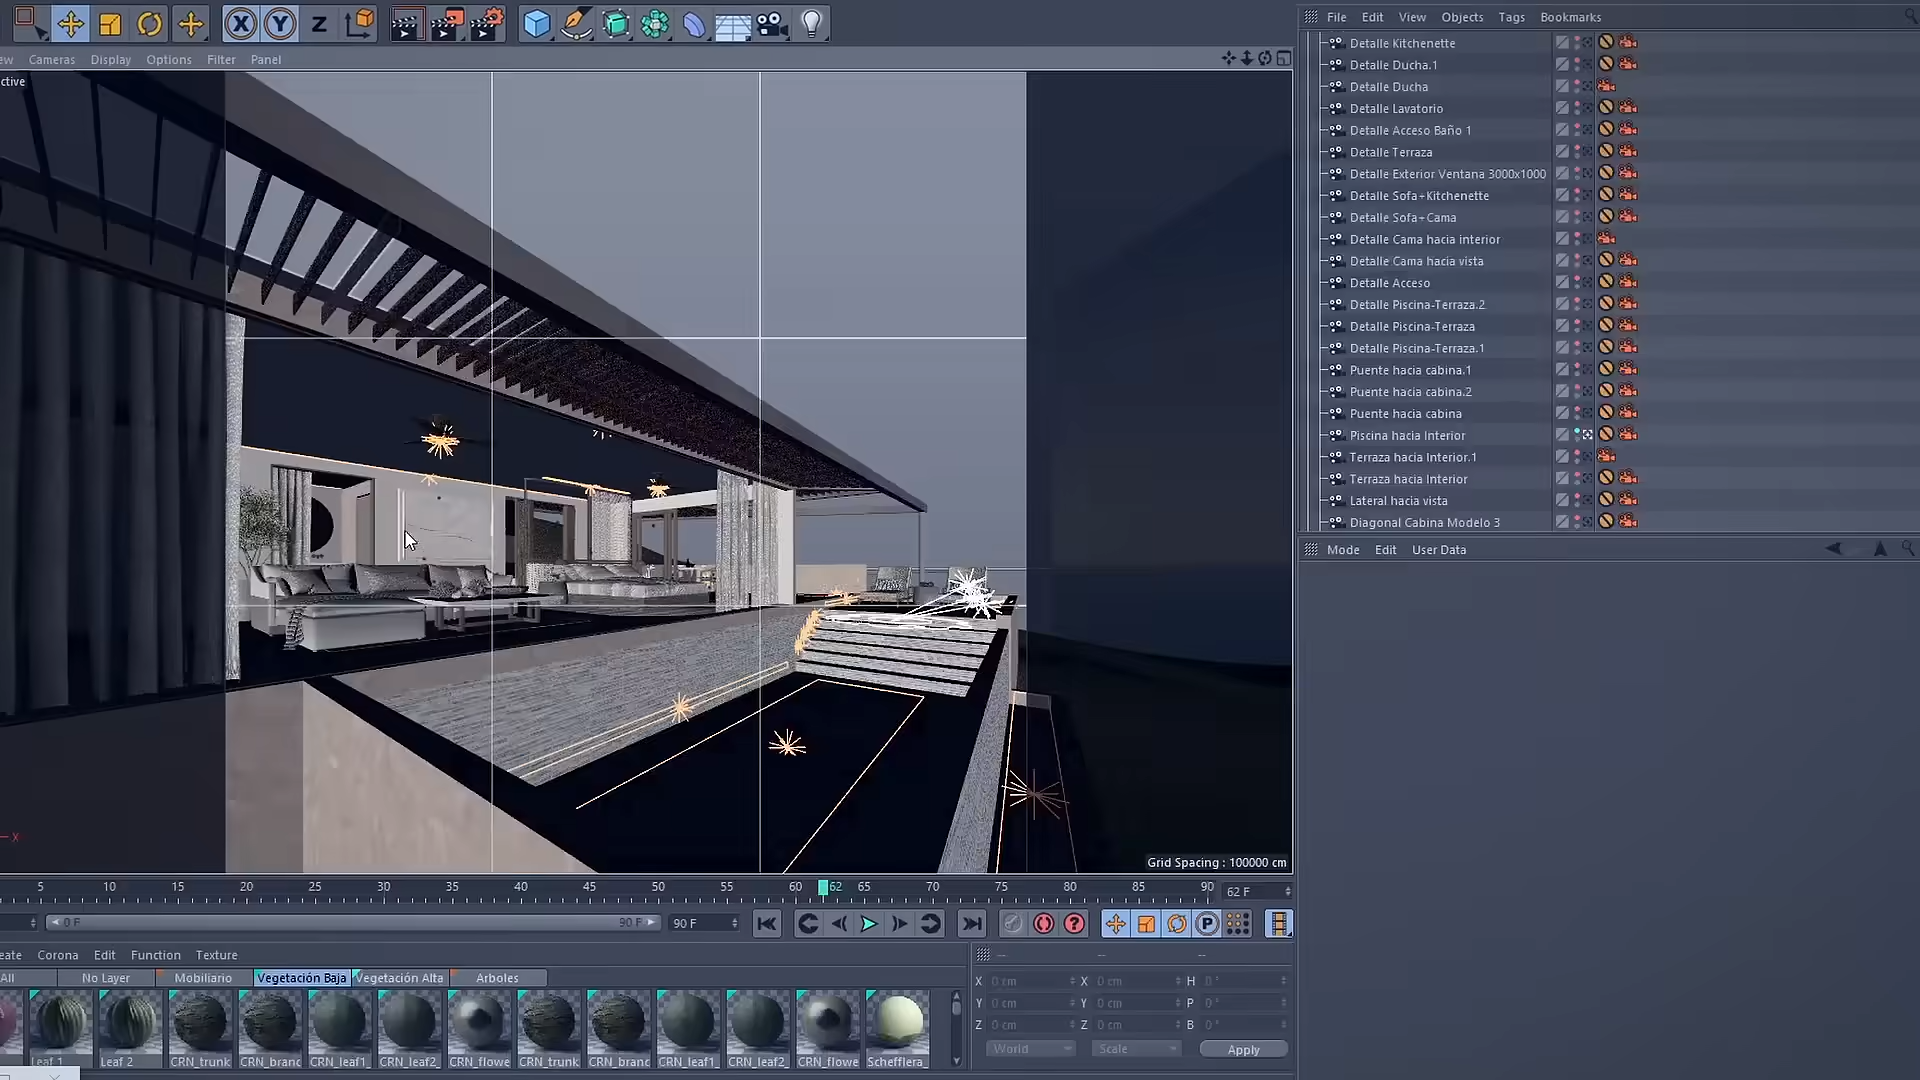 X Y Z
File Edit View Objects Tags Bookmarks
ew Cameras Display Options Filter Panel
ctive
Detalle Kitchenette
Detalle Ducha.1
Detalle Ducha
Detalle Lavatorio
Detalle Acceso Baño 1
Detalle Terraza
Detalle Exterior Ventana 3000x1000
Detalle Sofa+Kitchenette
Detalle Sofa+Cama
Detalle Cama hacia interior
Detalle Cama hacia vista
Detalle Acceso
Detalle Piscina-Terraza.2
Detalle Piscina-Terraza
Detalle Piscina-Terraza.1
Puente hacia cabina.1
Puente hacia cabina.2
Puente hacia cabina
Piscina hacia Interior
Terraza hacia Interior.1
Terraza hacia Interior
Lateral hacia vista
Diagonal Cabina Modelo 3
Mode Edit User Data
X
Grid Spacing : 100000 cm
5 10 15 20 25 30 35 40 45 50 55 60 62 65 70 75 80 85 90 62 F
0 F 90 F 90 F
P
eate Corona Edit Function Texture
All No Layer Mobiliario Vegetación Baja Vegetación Alta Arboles
Leaf 1 Leaf 2 CRN_trunk CRN_branc CRN_leaf1_ CRN_leaf2_ CRN_flowe CRN_trunk CRN_branc CRN_leaf1_ CRN_leaf2_ CRN_flowe Schefflera_
-- -- --
X 0 cm X 0 cm H 0 °
Y 0 cm Y 0 cm P 0 °
Z 0 cm Z 0 cm B 0 °
World Scale Apply